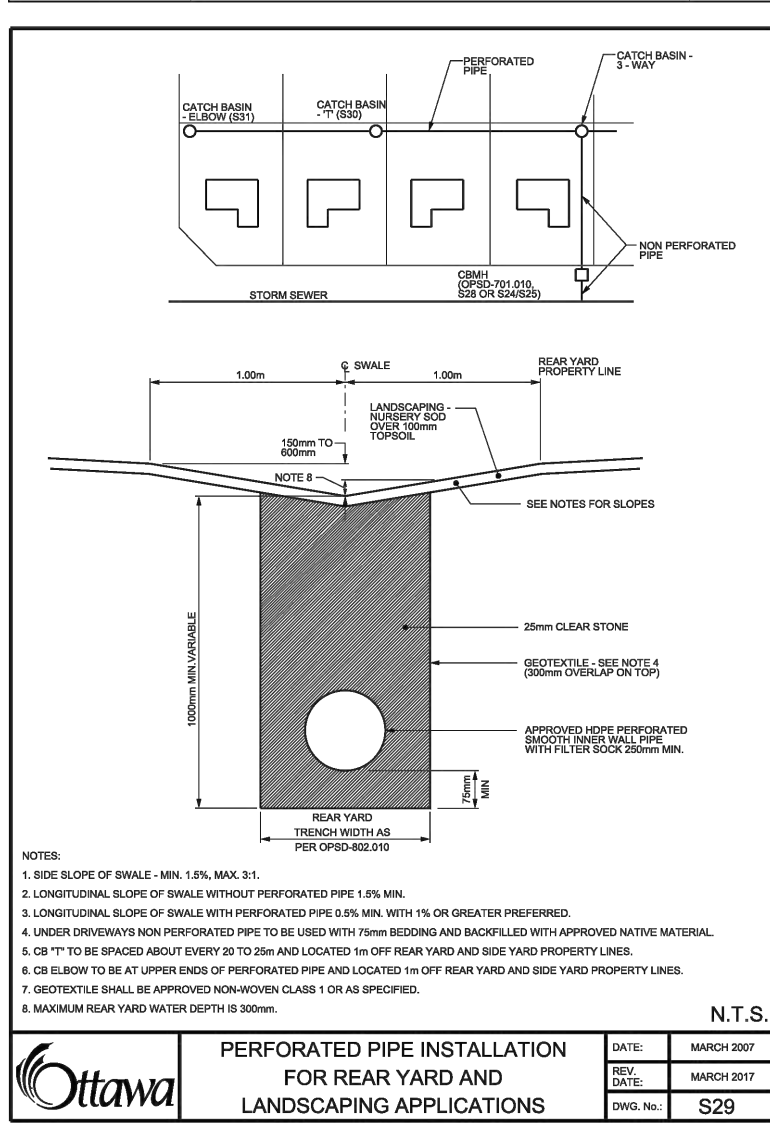 PERFORATED
PIPE
CATCH BASIN -
3 - WAY
CATCH BASIN
- ELBOW (S31)
CATCH BASIN
- 'T' (S30)
NON PERFORATED
PIPE
CBMH
(OPSD-701.010,
S28 OR S24/S25)
STORM SEWER
℄ SWALE
REAR YARD
PROPERTY LINE
1.00m
1.00m
LANDSCAPING -
NURSERY SOD
OVER 100mm
TOPSOIL
150mm TO
600mm
NOTE 8
SEE NOTES FOR SLOPES
1000mm MIN.VARIABLE
25mm CLEAR STONE
GEOTEXTILE - SEE NOTE 4
(300mm OVERLAP ON TOP)
APPROVED HDPE PERFORATED
SMOOTH INNER WALL PIPE
WITH FILTER SOCK 250mm MIN.
75mm
MIN
REAR YARD
TRENCH WIDTH AS
PER OPSD-802.010
NOTES:
1. SIDE SLOPE OF SWALE - MIN. 1.5%, MAX. 3:1.
2. LONGITUDINAL SLOPE OF SWALE WITHOUT PERFORATED PIPE 1.5% MIN.
3. LONGITUDINAL SLOPE OF SWALE WITH PERFORATED PIPE 0.5% MIN. WITH 1% OR GREATER PREFERRED.
4. UNDER DRIVEWAYS NON PERFORATED PIPE TO BE USED WITH 75mm BEDDING AND BACKFILLED WITH APPROVED NATIVE MATERIAL.
5. CB "T" TO BE SPACED ABOUT EVERY 20 TO 25m AND LOCATED 1m OFF REAR YARD AND SIDE YARD PROPERTY LINES.
6. CB ELBOW TO BE AT UPPER ENDS OF PERFORATED PIPE AND LOCATED 1m OFF REAR YARD AND SIDE YARD PROPERTY LINES.
7. GEOTEXTILE SHALL BE APPROVED NON-WOVEN CLASS 1 OR AS SPECIFIED.
8. MAXIMUM REAR YARD WATER DEPTH IS 300mm.
N.T.S.
Ottawa
PERFORATED PIPE INSTALLATION
FOR REAR YARD AND
LANDSCAPING APPLICATIONS
DATE: MARCH 2007
REV.
DATE: MARCH 2017
DWG. No.: S29